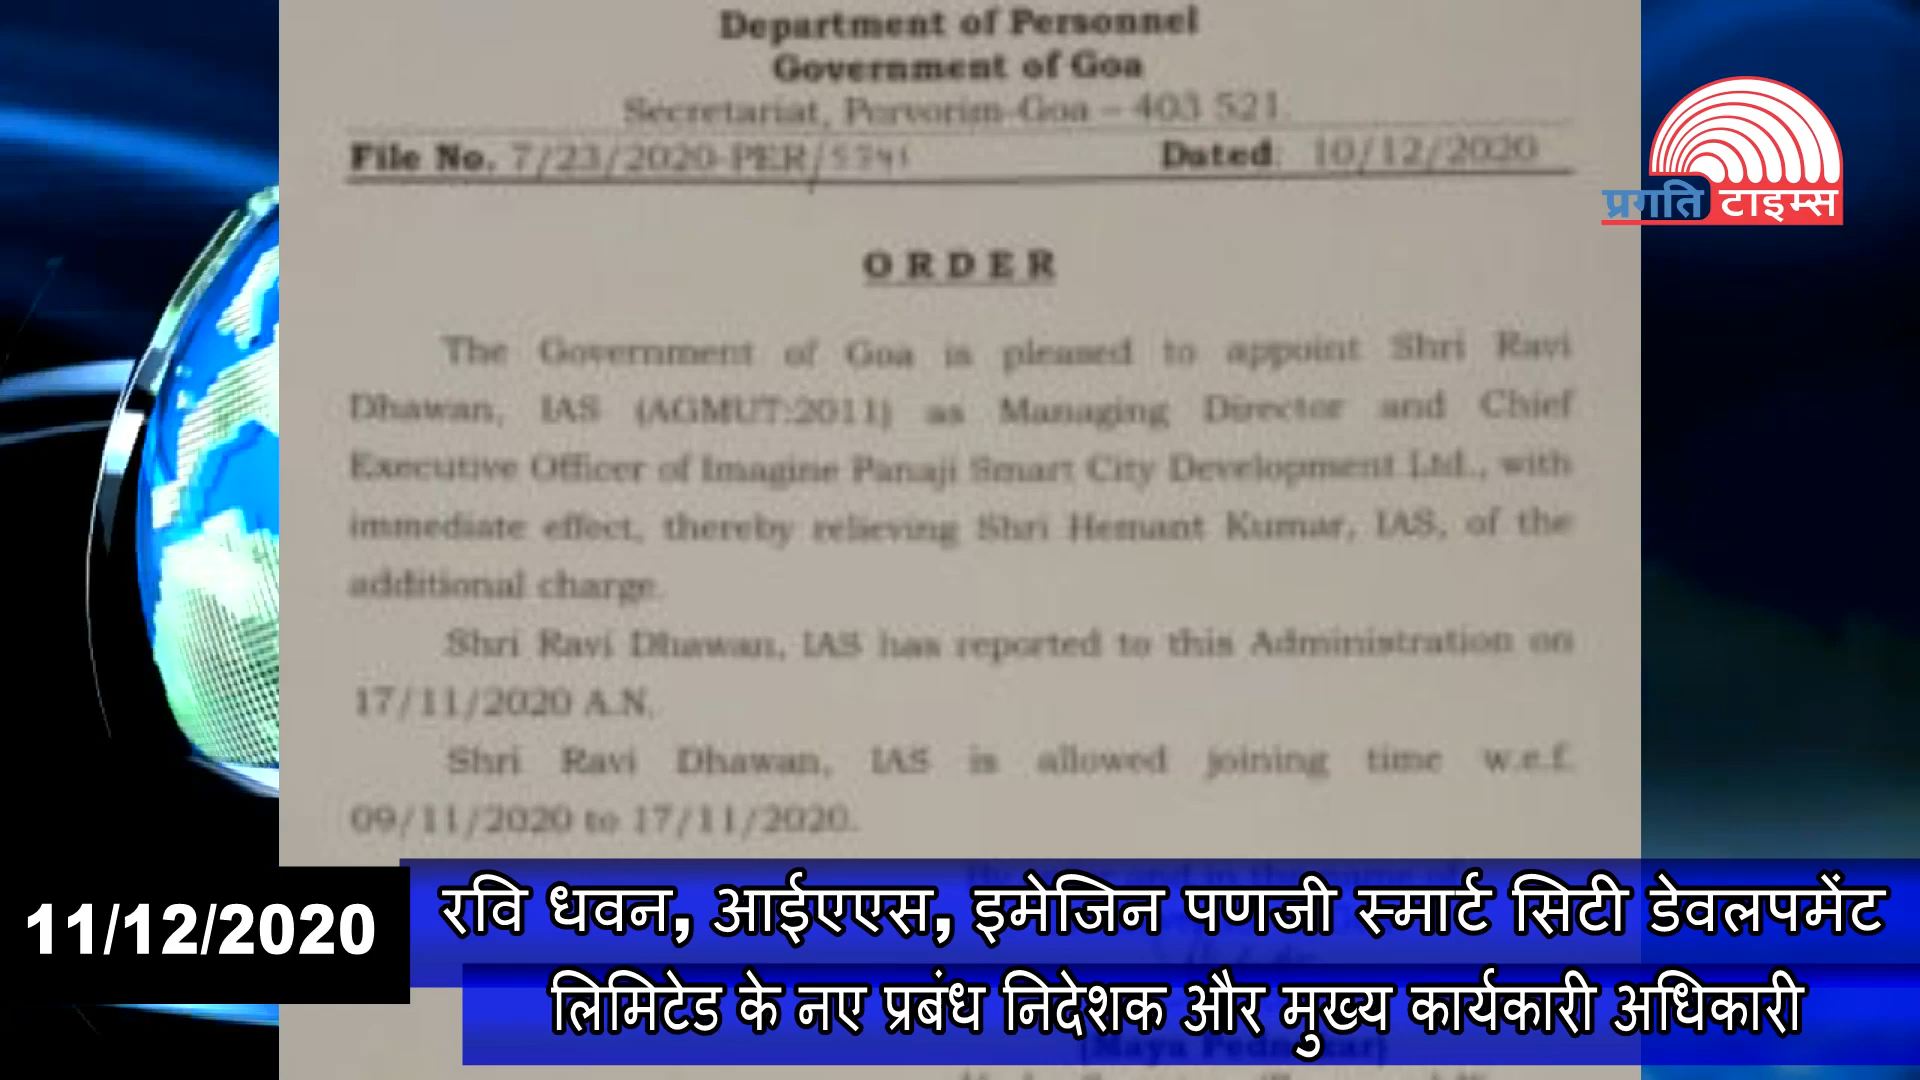 Department of Personnel
Government of Goa
Secretariat, Porvorim-Goa – 403 521.
File No. 7/23/2020-PER/ Dated: 10/12/2020
प्रगति टाइम्स
ORDER
The Government of Goa is pleased to appoint Shri Ravi
Dhawan, IAS (AGMUT:2011) as Managing Director and Chief
Executive Officer of Imagine Panaji Smart City Development Ltd., with
immediate effect, thereby relieving Shri Hemant Kumar, IAS, of the
additional charge.
Shri Ravi Dhawan, IAS has reported to this Administration on
17/11/2020 A.N.
Shri Ravi Dhawan, IAS is allowed joining time w.e.f.
09/11/2020 to 17/11/2020.
11/12/2020
रवि धवन, आईएएस, इमेजिन पणजी स्मार्ट सिटी डेवलपमेंट
लिमिटेड के नए प्रबंध निदेशक और मुख्य कार्यकारी अधिकारी